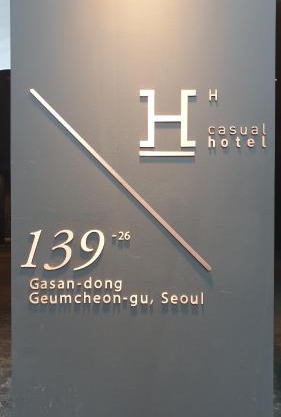 H
H
casual
hotel
139-26
Gasan-dong
Geumcheon-gu, Seoul